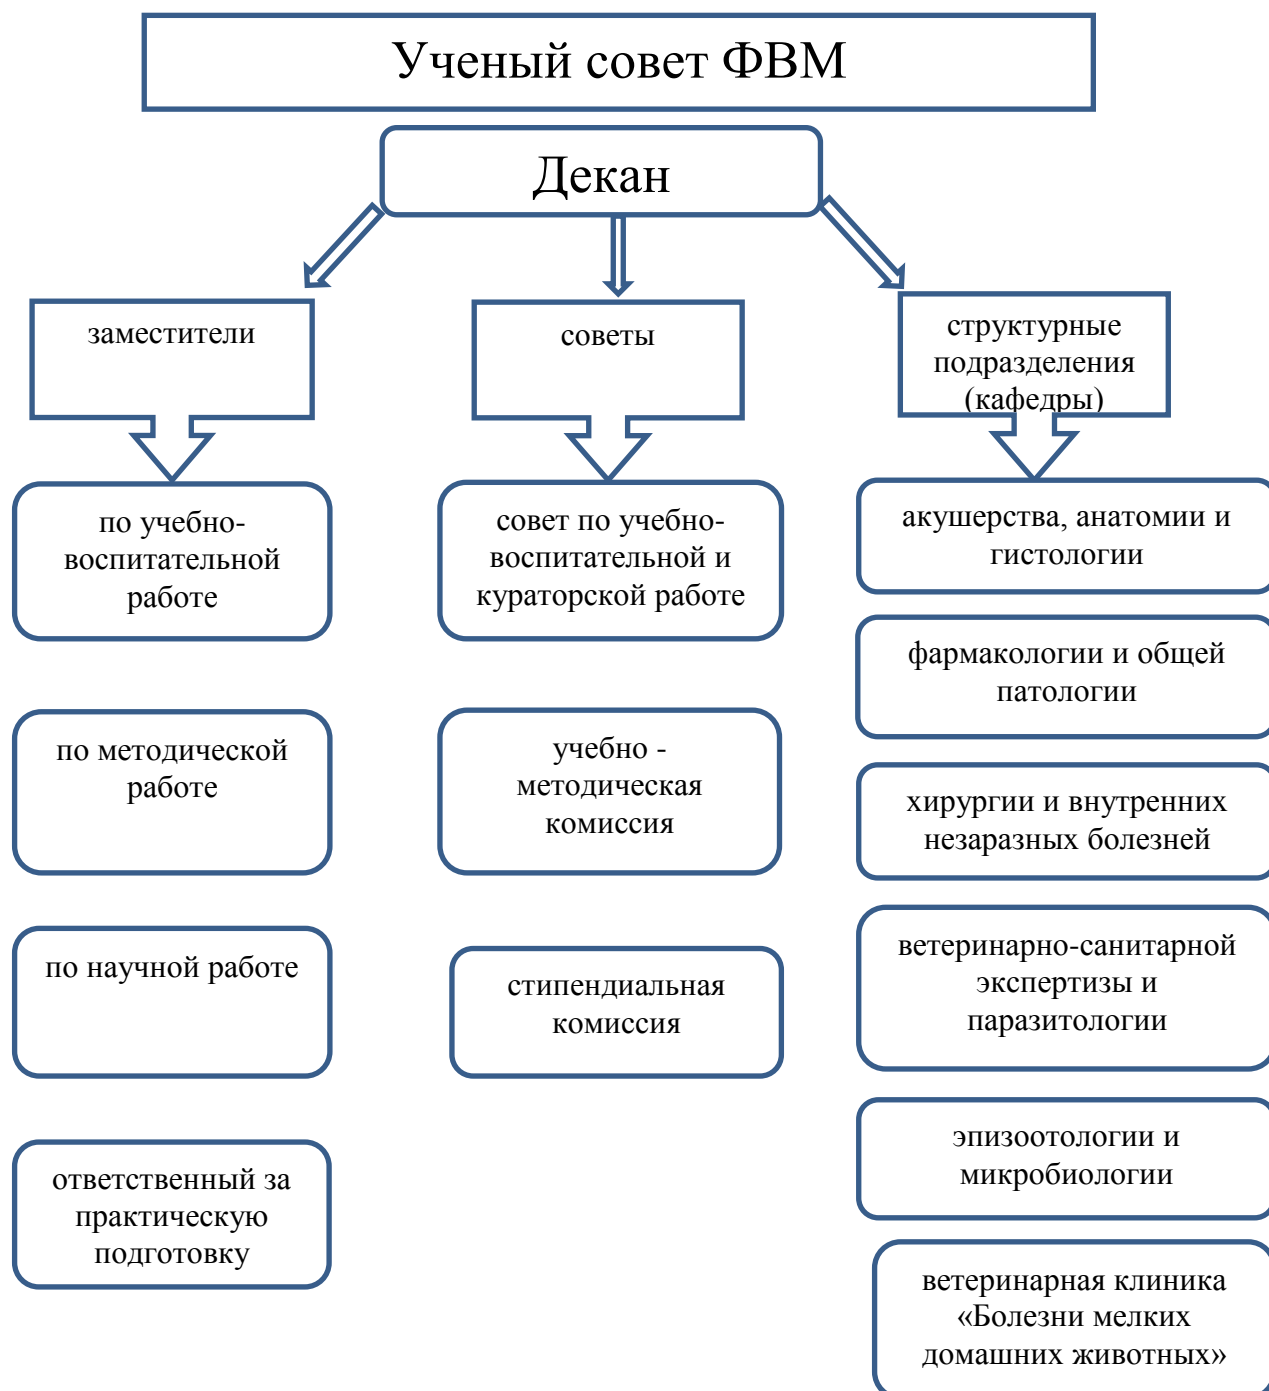 Ученый совет ФВМ
Декан
заместители
по учебно-
воспитательной
работе
по методической
работе
по научной работе
ответственный за
практическую
подготовку
советы
совет по учебно-
воспитательной и
кураторской работе
учебно -
методическая
комиссия
стипендиальная
комиссия
структурные
подразделения
(кафедры)
акушерства, анатомии и
гистологии
фармакологии и общей
патологии
хирургии и внутренних
незаразных болезней
ветеринарно-санитарной
экспертизы и
паразитологии
эпизоотологии и
микробиологии
ветеринарная клиника
«Болезни мелких
домашних животных»